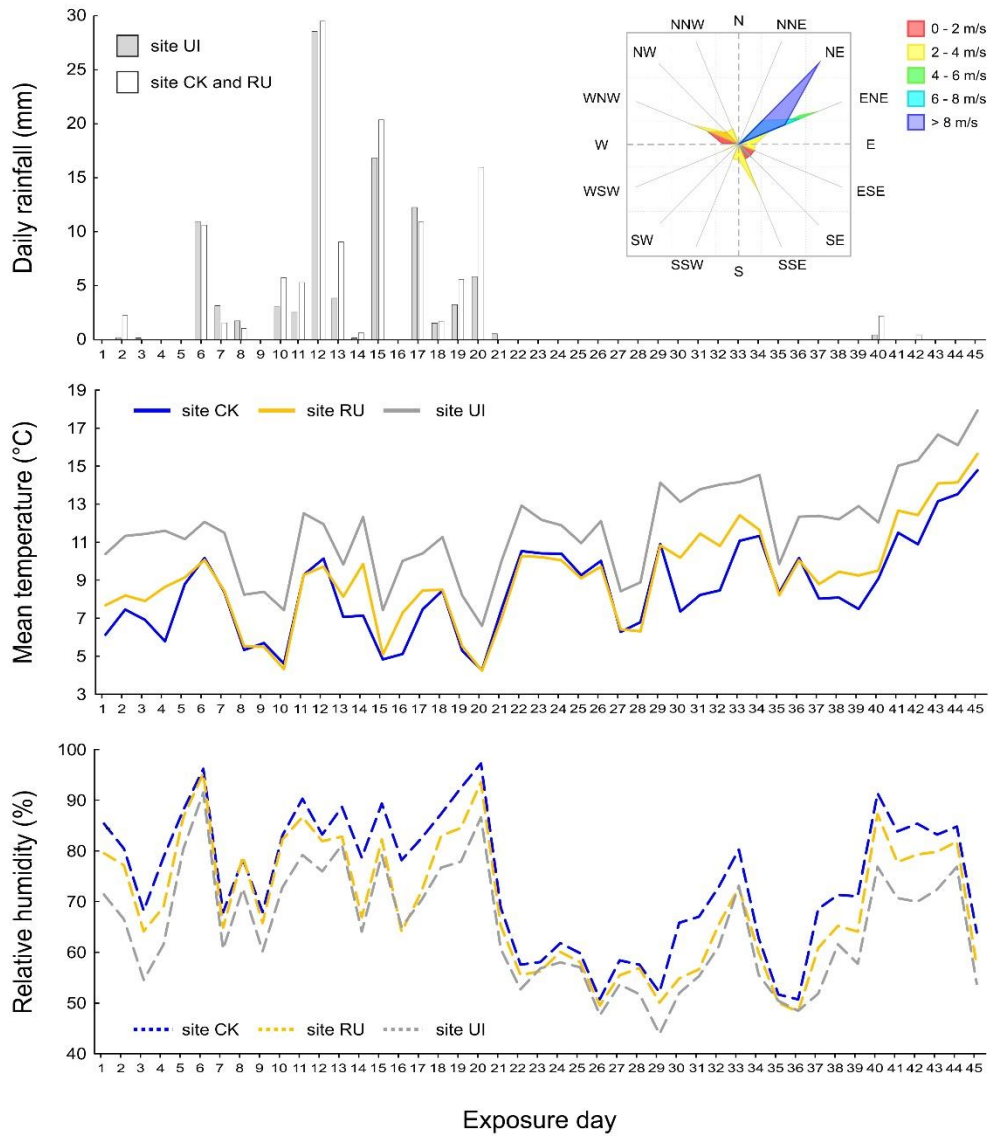 Daily rainfall (mm)
30
25
20
15
10
5
0
site UI
site CK and RU
N
NNW
NNE
NW
NE
WNW
ENE
W
E
WSW
ESE
SW
SE
SSW
SSE
S
0 - 2 m/s
2 - 4 m/s
4 - 6 m/s
6 - 8 m/s
> 8 m/s
1 2 3 4 5 6 7 8 9 10 11 12 13 14 15 16 17 18 19 20 21 22 23 24 25 26 27 28 29 30 31 32 33 34 35 36 37 38 39 40 41 42 43 44 45
Mean temperature (°C)
19
17
15
13
11
9
7
5
3
site CK site RU site UI
1 2 3 4 5 6 7 8 9 10 11 12 13 14 15 16 17 18 19 20 21 22 23 24 25 26 27 28 29 30 31 32 33 34 35 36 37 38 39 40 41 42 43 44 45
Relative humidity (%)
100
90
80
70
60
50
40
site CK site RU site UI
1 2 3 4 5 6 7 8 9 10 11 12 13 14 15 16 17 18 19 20 21 22 23 24 25 26 27 28 29 30 31 32 33 34 35 36 37 38 39 40 41 42 43 44 45
Exposure day